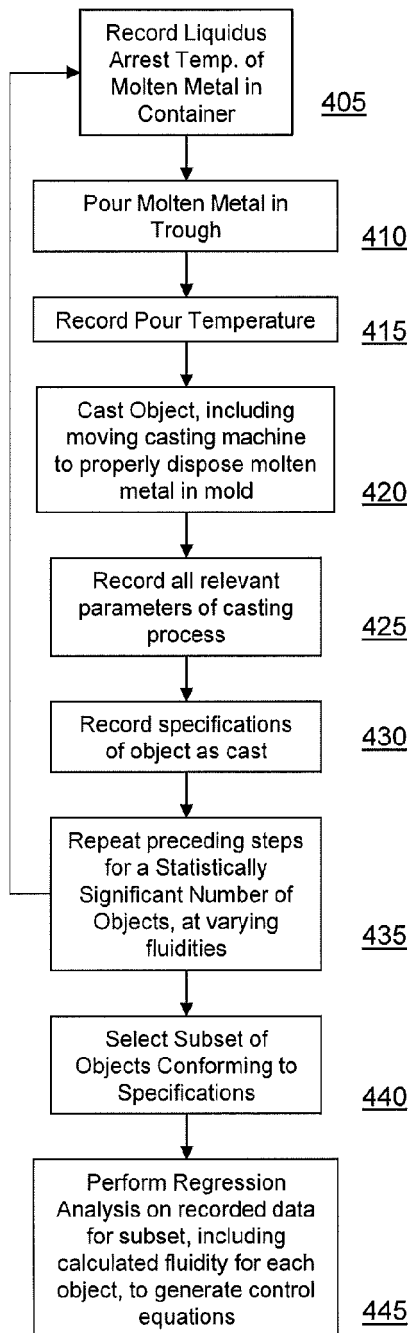 Record Liquidus
Arrest Temp. of
Molten Metal in
Container
405
Pour Molten Metal in
Trough
410
Record Pour Temperature
415
Cast Object, including
moving casting machine
to properly dispose molten
metal in mold
420
Record all relevant
parameters of casting
process
425
Record specifications
of object as cast
430
Repeat preceding steps
for a Statistically
Significant Number of
Objects, at varying
fluidities
435
Select Subset of
Objects Conforming to
Specifications
440
Perform Regression
Analysis on recorded data
for subset, including
calculated fluidity for each
object, to generate control
equations
445